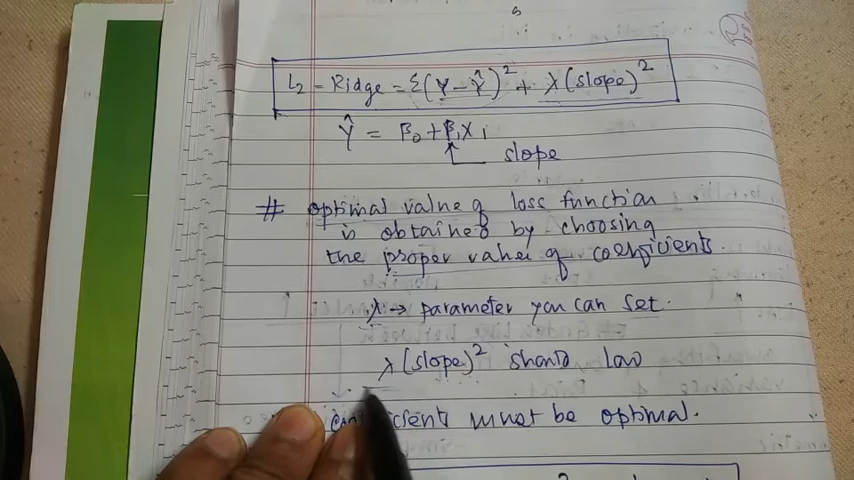 L₂ - Ridge = Σ(Y - Ŷ)² + λ(slope)²
Ŷ = β₀ + β₁X₁
slope
# optimal value of loss function
is obtained by choosing
the proper value of coefficients.
λ → parameter you can set.
λ(slope)² should low
coefficient must be optimal.